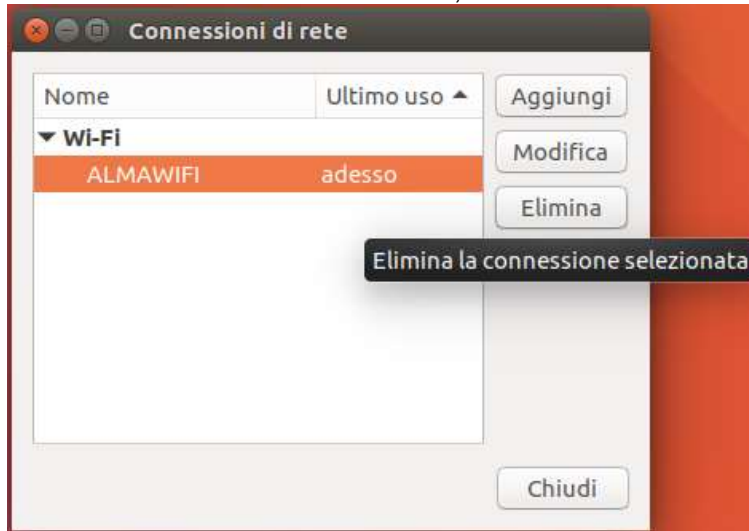 Connessioni di rete
Nome Ultimo uso Aggiungi
Wi-Fi
Modifica
ALMAWIFI adesso
Elimina
Elimina la connessione selezionata
Chiudi